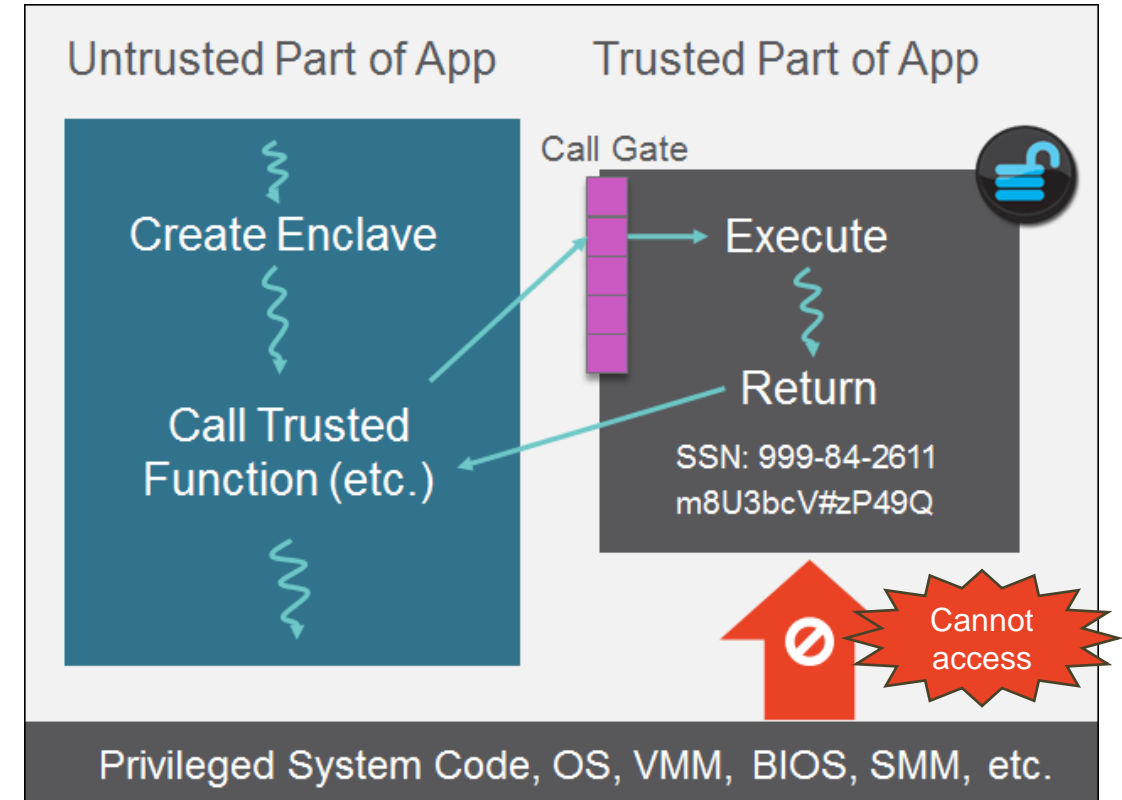 Untrusted Part of App
Trusted Part of App
Create Enclave
Call Trusted
Function (etc.)
Call Gate
Execute
Return
SSN: 999-84-2611
m8U3bcV#zP49Q
Cannot
access
Privileged System Code, OS, VMM, BIOS, SMM, etc.